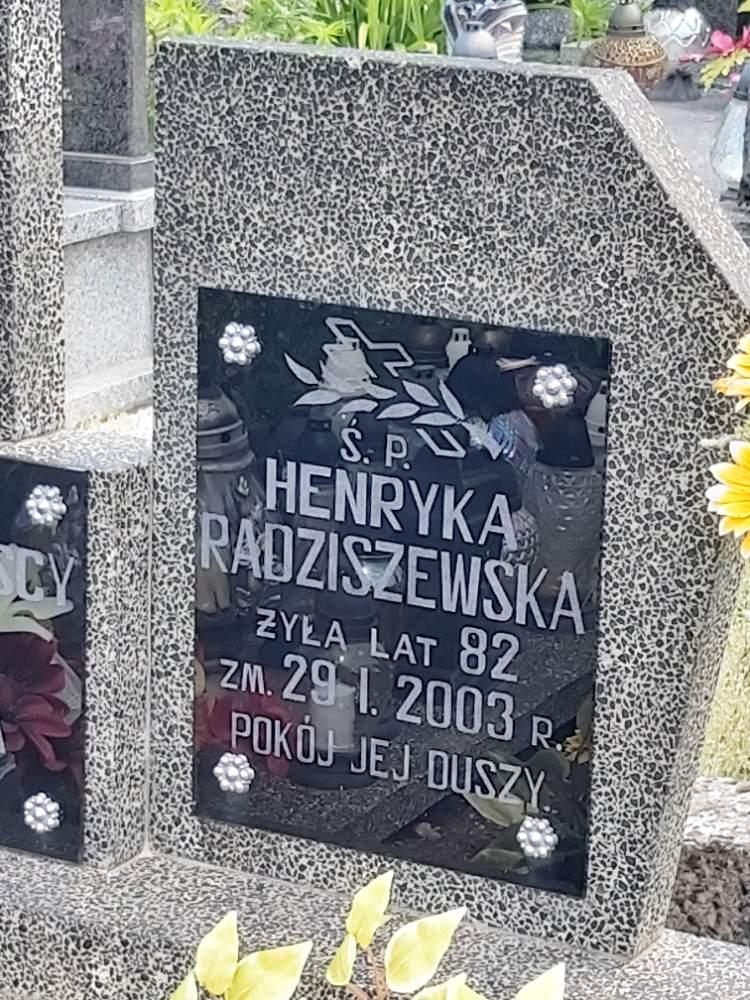 Ś. P.
HENRYKA
RADZISZEWSKA
ŻYŁA LAT 82
ZM. 29 I. 2003 R.
POKÓJ JEJ DUSZY.